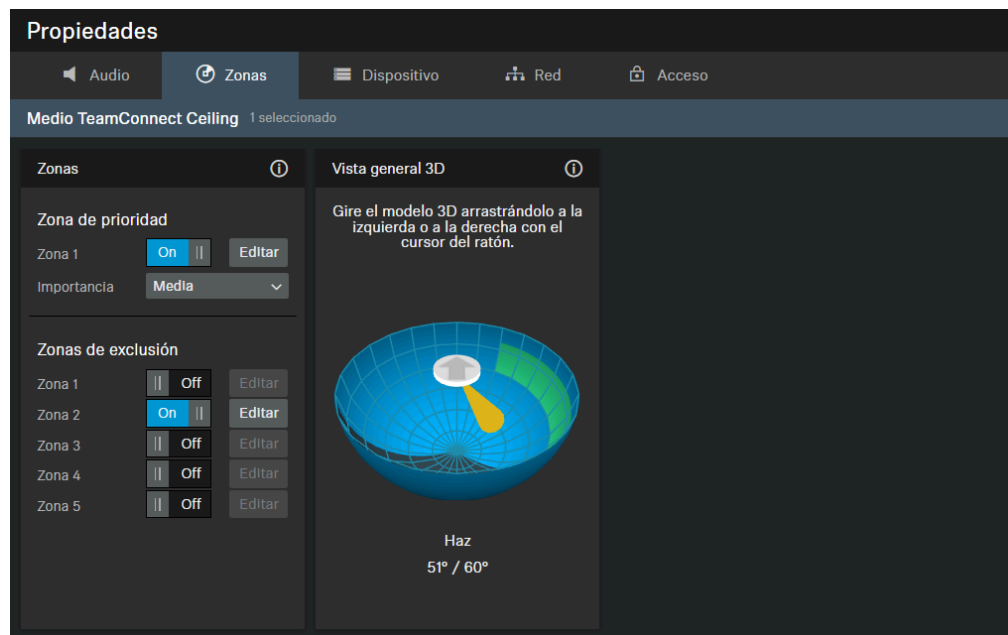 Propiedades
Audio Zonas Dispositivo Red Acceso
Medio TeamConnect Ceiling 1 seleccionado
Zonas
Zona de prioridad
Zona 1 On Editar
Importancia Media
Zonas de exclusión
Zona 1 Off Editar
Zona 2 On Editar
Zona 3 Off Editar
Zona 4 Off Editar
Zona 5 Off Editar
Vista general 3D
Gire el modelo 3D arrastrándolo a la
izquierda o a la derecha con el
cursor del ratón.
Haz
51° / 60°